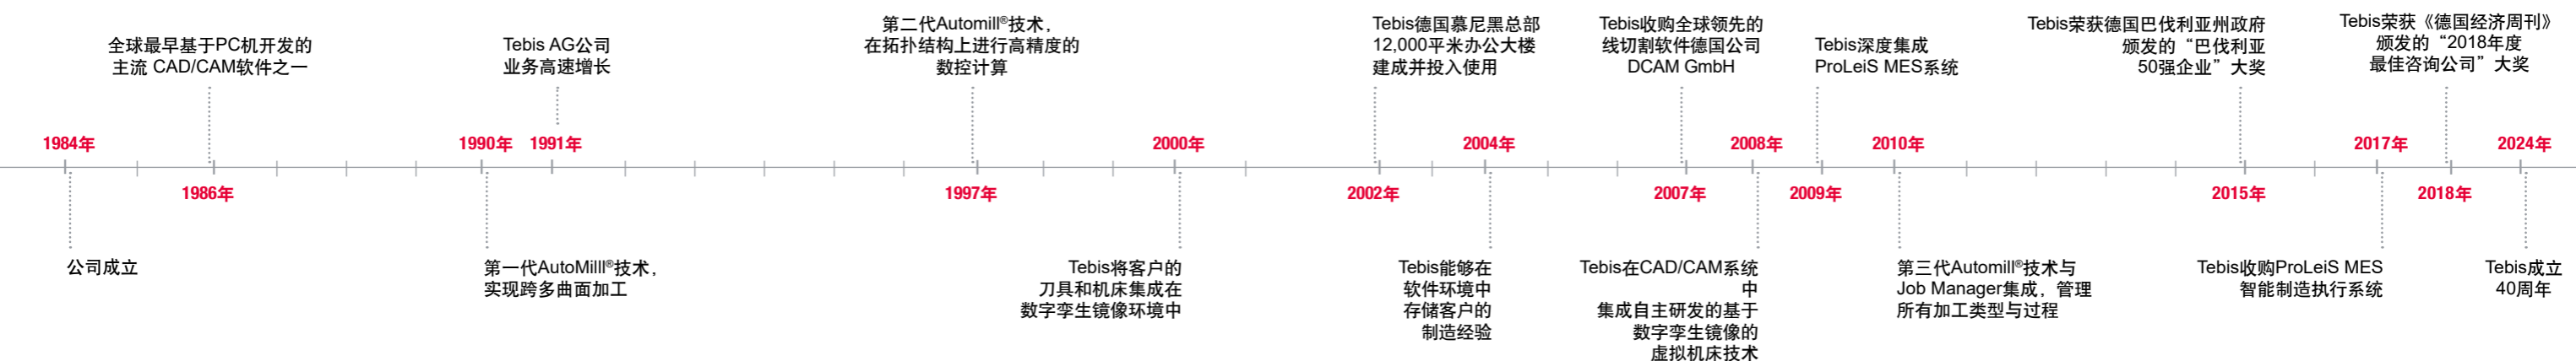 全球最早基于PC机开发的
主流 CAD/CAM软件之一
Tebis AG公司
业务高速增长
第二代Automill®技术，
在拓扑结构上进行高精度的
数控计算
Tebis德国慕尼黑总部
12,000平米办公大楼
建成并投入使用
Tebis收购全球领先的
线切割软件德国公司
DCAM GmbH
Tebis深度集成
ProLeiS MES系统
Tebis荣获德国巴伐利亚州政府
颁发的“巴伐利亚
50强企业”大奖
Tebis荣获《德国经济周刊》
颁发的“2018年度
最佳咨询公司”大奖
1984年
1990年
1991年
2000年
2004年
2008年
2010年
2017年
2024年
1986年
1997年
2002年
2007年
2009年
2015年
2018年
公司成立
第一代AutoMilll®技术，
实现跨多曲面加工
Tebis将客户的
刀具和机床集成在
数字孪生镜像环境中
Tebis能够在
软件环境中
存储客户的
制造经验
Tebis在CAD/CAM系统
中
集成自主研发的基于
数字孪生镜像的
虚拟机床技术
第三代Automill®技术与
Job Manager集成，管理
所有加工类型与过程
Tebis收购ProLeiS MES
智能制造执行系统
Tebis成立
40周年